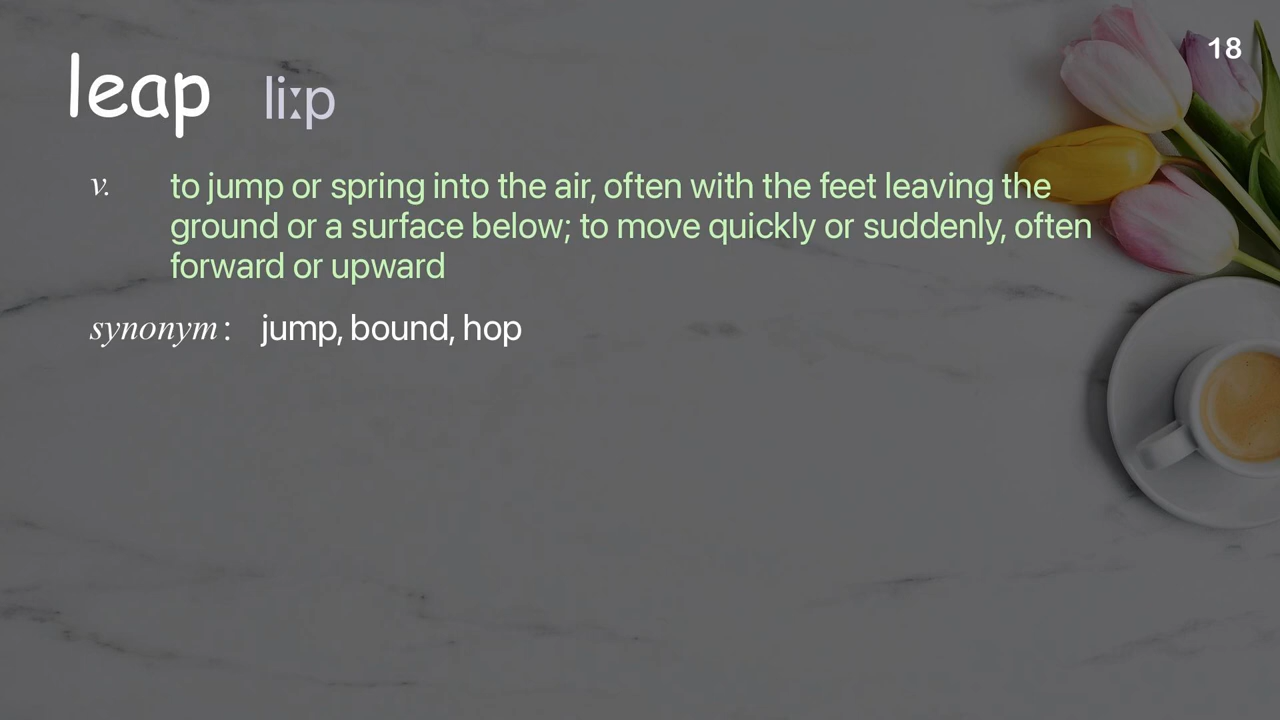 18
leap liːp
v. to jump or spring into the air, often with the feet leaving the
ground or a surface below; to move quickly or suddenly, often
forward or upward
synonym : jump, bound, hop